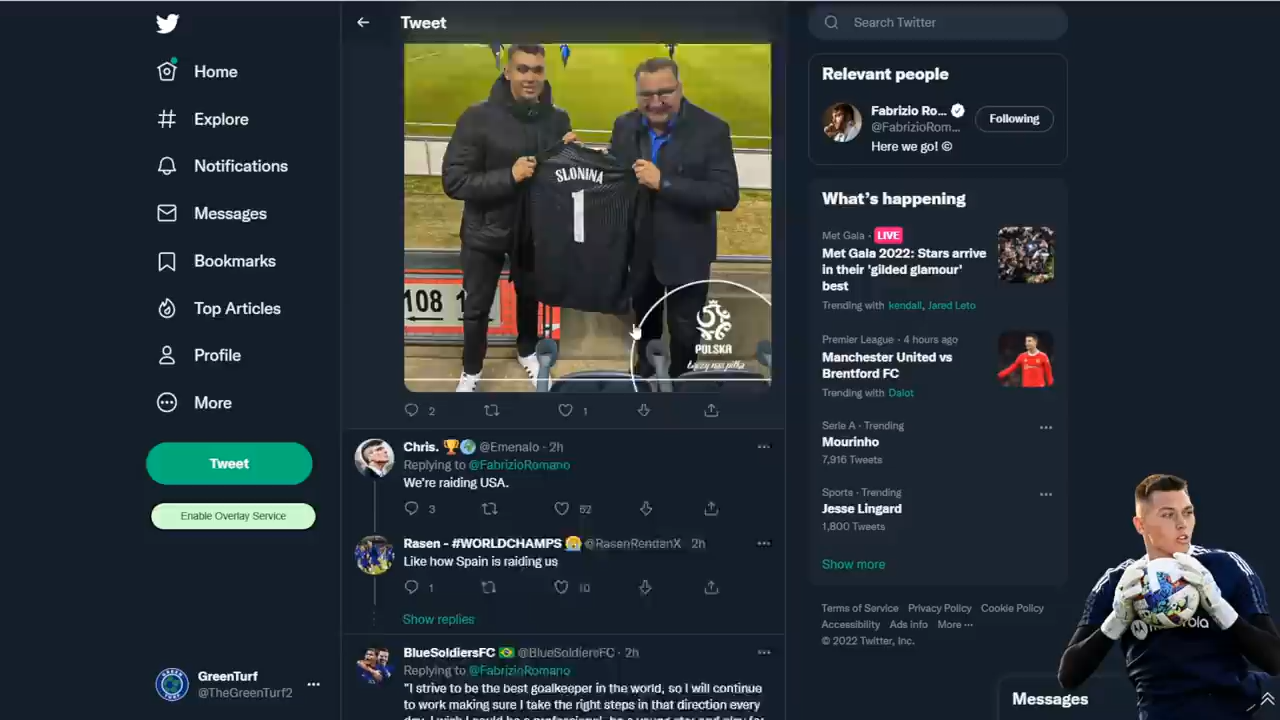 Tweet
Search Twitter
Home
Explore
Notifications
Messages
Bookmarks
Top Articles
Profile
More
Tweet
Enable Overlay Service
GreenTurf
@TheGreenTurf2
SLONINA
1
108 1
POLSKA
Łączy nas piłka
2
1
Chris. 🏆🌍 @Emenalo · 2h
Replying to @FabrizioRomano
We're raiding USA.
3
62
Rasen - #WORLDCHAMPS 😭 @RasenRendanX 2h
Like how Spain is raiding us
1
10
Show replies
BlueSoldiersFC 🇧🇷 @BlueSoldiersFC · 2h
Replying to @FabrizioRomano
"I strive to be the best goalkeeper in the world, so I will continue
to work making sure I take the right steps in that direction every
Relevant people
Fabrizio Ro...
@FabrizioRom...
Following
Here we go! ©
What's happening
Met Gala · LIVE
Met Gala 2022: Stars arrive
in their 'gilded glamour'
best
Trending with kendall, Jared Leto
Premier League · 4 hours ago
Manchester United vs
Brentford FC
Trending with Dalot
Serie A · Trending
Mourinho
7,916 Tweets
Sports · Trending
Jesse Lingard
1,800 Tweets
Show more
Terms of Service Privacy Policy Cookie Policy
Accessibility Ads info More ···
© 2022 Twitter, Inc.
Messages